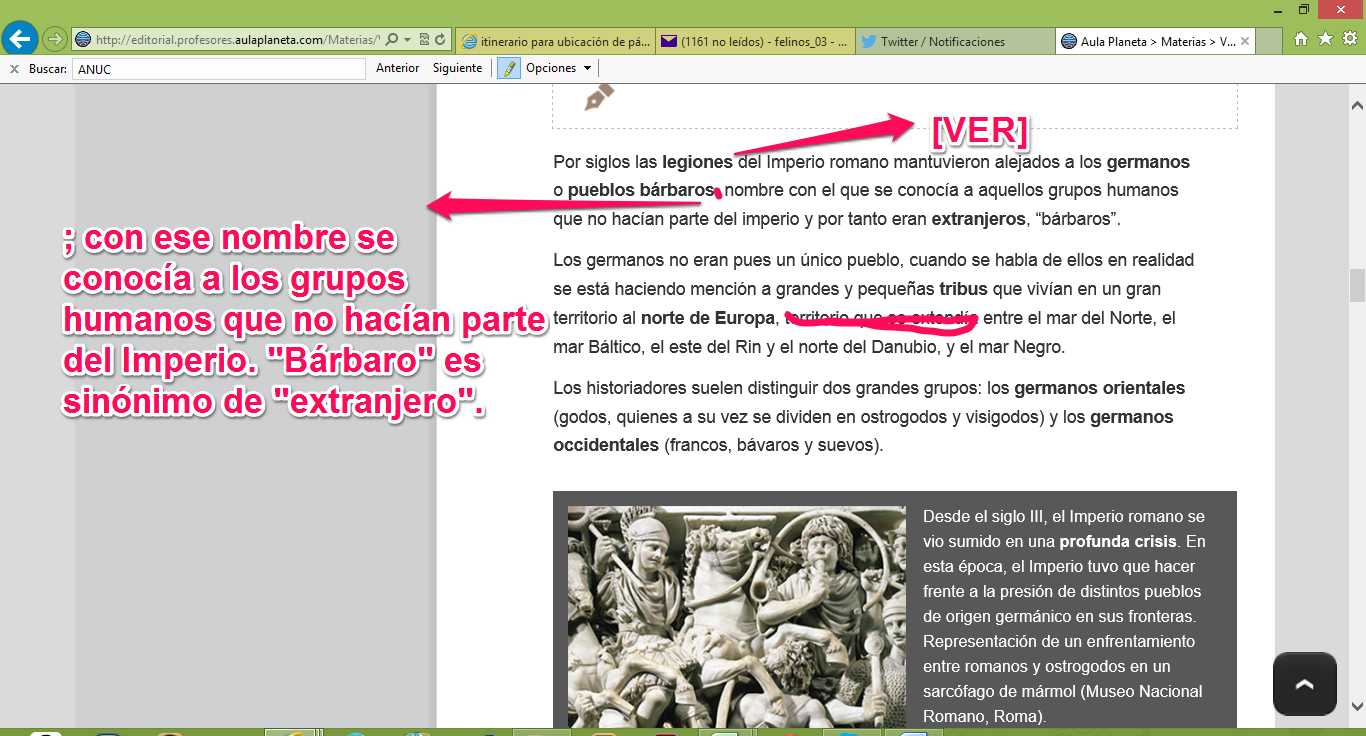 http://editorial.profesores.aulaplaneta.com/Materias/
itinerario para ubicación de pá...
(1161 no leídos) - felinos_03 - ...
Twitter / Notificaciones
Aula Planeta > Materias > V...
x Buscar: ANUC Anterior Siguiente Opciones
[VER]
Por siglos las legiones del Imperio romano mantuvieron alejados a los germanos
o pueblos bárbaros, nombre con el que se conocía a aquellos grupos humanos
que no hacían parte del imperio y por tanto eran extranjeros, “bárbaros”.
; con ese nombre se
conocía a los grupos
humanos que no hacían parte
del Imperio. "Bárbaro" es
sinónimo de "extranjero".
Los germanos no eran pues un único pueblo, cuando se habla de ellos en realidad
se está haciendo mención a grandes y pequeñas tribus que vivían en un gran
territorio al norte de Europa, territorio que se extendía entre el mar del Norte, el
mar Báltico, el este del Rin y el norte del Danubio, y el mar Negro.
Los historiadores suelen distinguir dos grandes grupos: los germanos orientales
(godos, quienes a su vez se dividen en ostrogodos y visigodos) y los germanos
occidentales (francos, bávaros y suevos).
Desde el siglo III, el Imperio romano se
vio sumido en una profunda crisis. En
esta época, el Imperio tuvo que hacer
frente a la presión de distintos pueblos
de origen germánico en sus fronteras.
Representación de un enfrentamiento
entre romanos y ostrogodos en un
sarcófago de mármol (Museo Nacional
Romano, Roma).